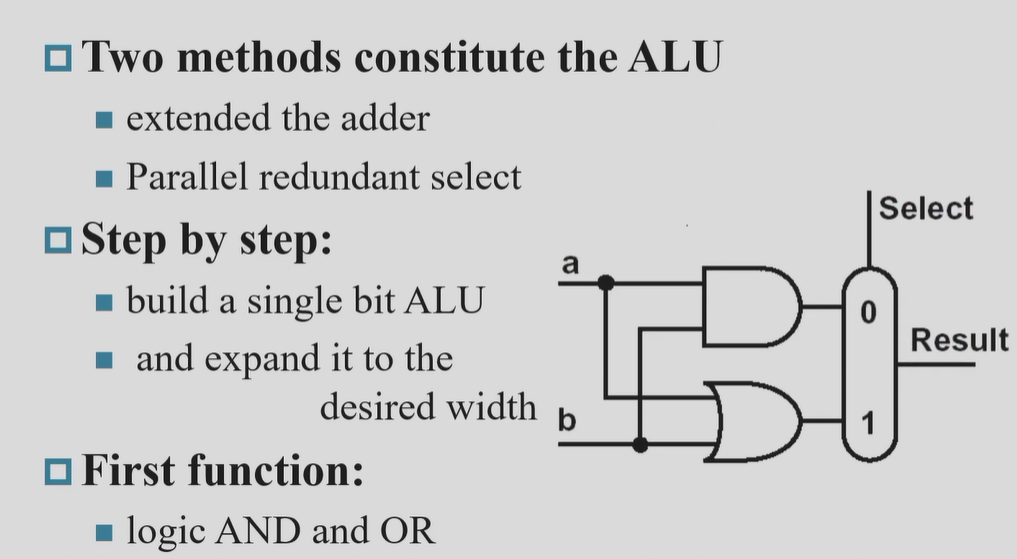 Two methods constitute the ALU
extended the adder
Parallel redundant select
Step by step:
build a single bit ALU
and expand it to the
desired width
First function:
logic AND and OR
Select
a
0
Result
b
1